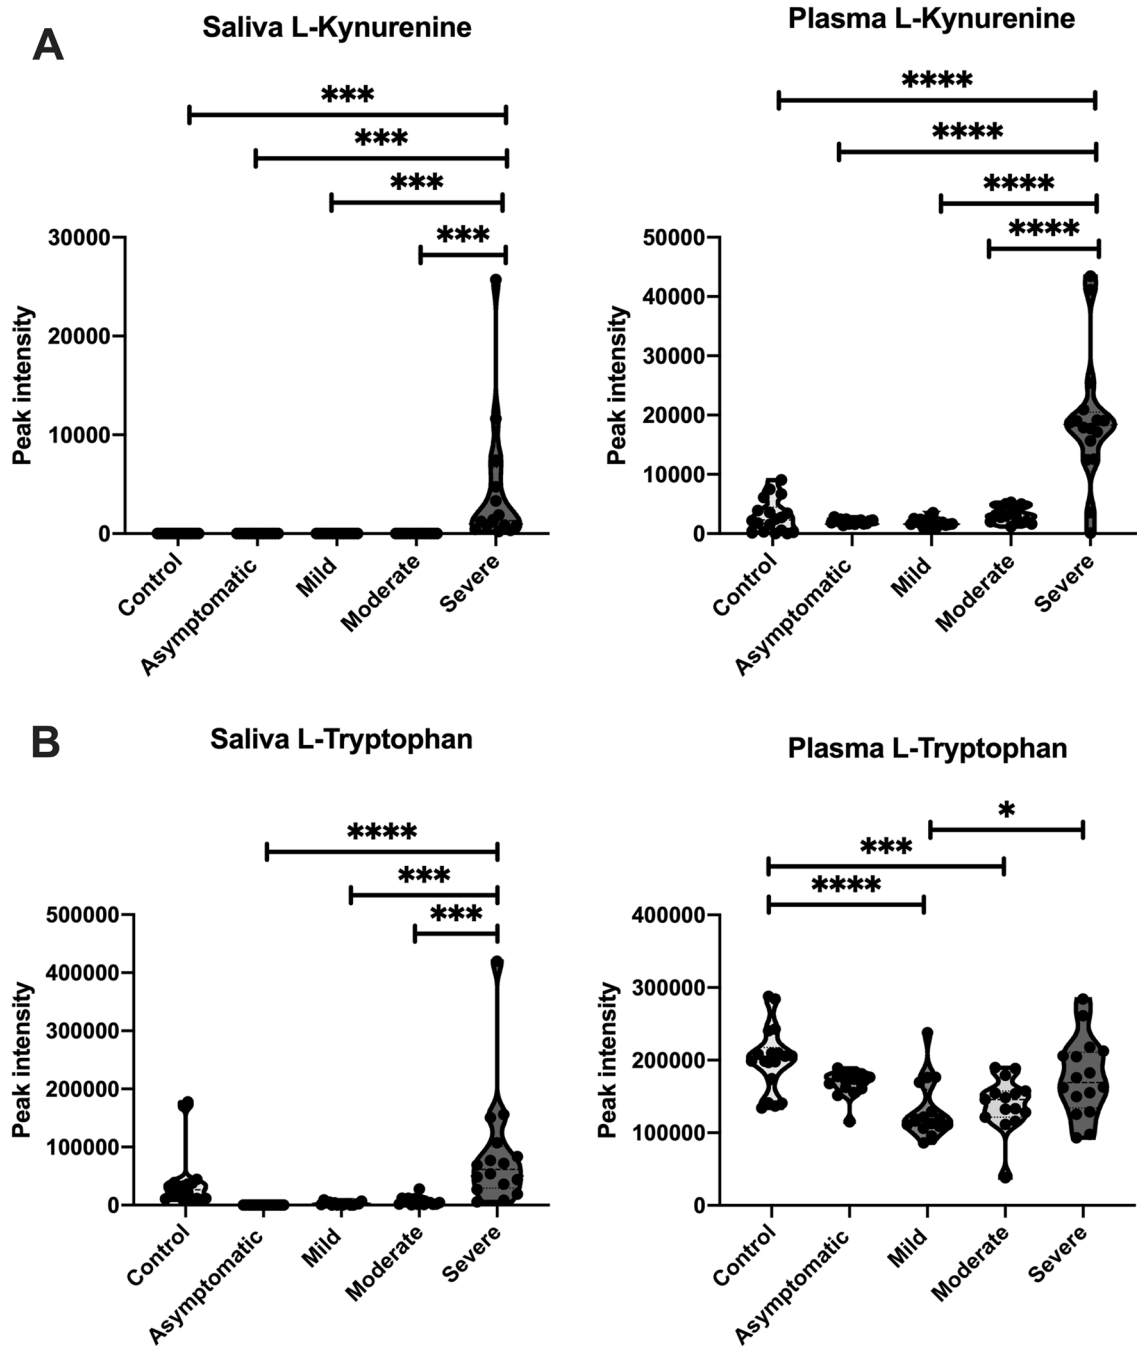 A
Saliva L-Kynurenine
***
***
***
***
Peak intensity
30000
20000
10000
0
Control
Asymptomatic
Mild
Moderate
Severe
Plasma L-Kynurenine
****
****
****
****
Peak intensity
50000
40000
30000
20000
10000
0
Control
Asymptomatic
Mild
Moderate
Severe
B
Saliva L-Tryptophan
****
***
***
Peak intensity
500000
400000
300000
200000
100000
0
Control
Asymptomatic
Mild
Moderate
Severe
Plasma L-Tryptophan
*
***
****
Peak intensity
400000
300000
200000
100000
0
Control
Asymptomatic
Mild
Moderate
Severe